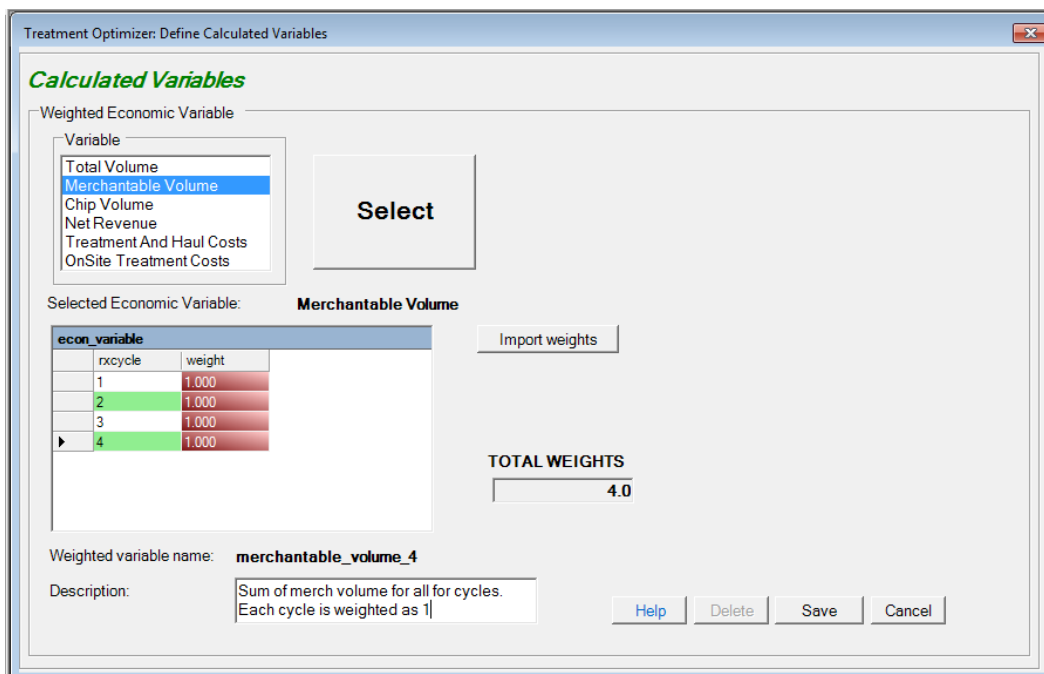 Treatment Optimizer: Define Calculated Variables
Calculated Variables
Weighted Economic Variable
Variable
Total Volume
Merchantable Volume
Chip Volume
Net Revenue
Treatment And Haul Costs
OnSite Treatment Costs
Select
Selected Economic Variable: Merchantable Volume
econ_variable
rxcycle weight
1 1.000
2 1.000
3 1.000
4 1.000
Import weights
TOTAL WEIGHTS
4.0
Weighted variable name: merchantable_volume_4
Description:
Sum of merch volume for all for cycles.
Each cycle is weighted as 1
Help Delete Save Cancel